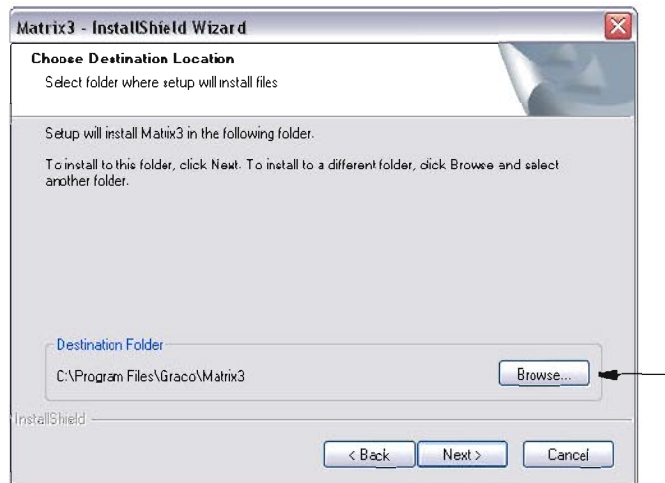 Matrix3 - InstallShield Wizard
Choose Destination Location
Select folder where setup will install files
Setup will install Matrix3 in the following folder.
To install to this folder, click Next. To install to a different folder, click Browse and select
another folder.
Destination Folder
C:\Program Files\Graco\Matrix3
Browse...
InstallShield
< Back
Next >
Cancel